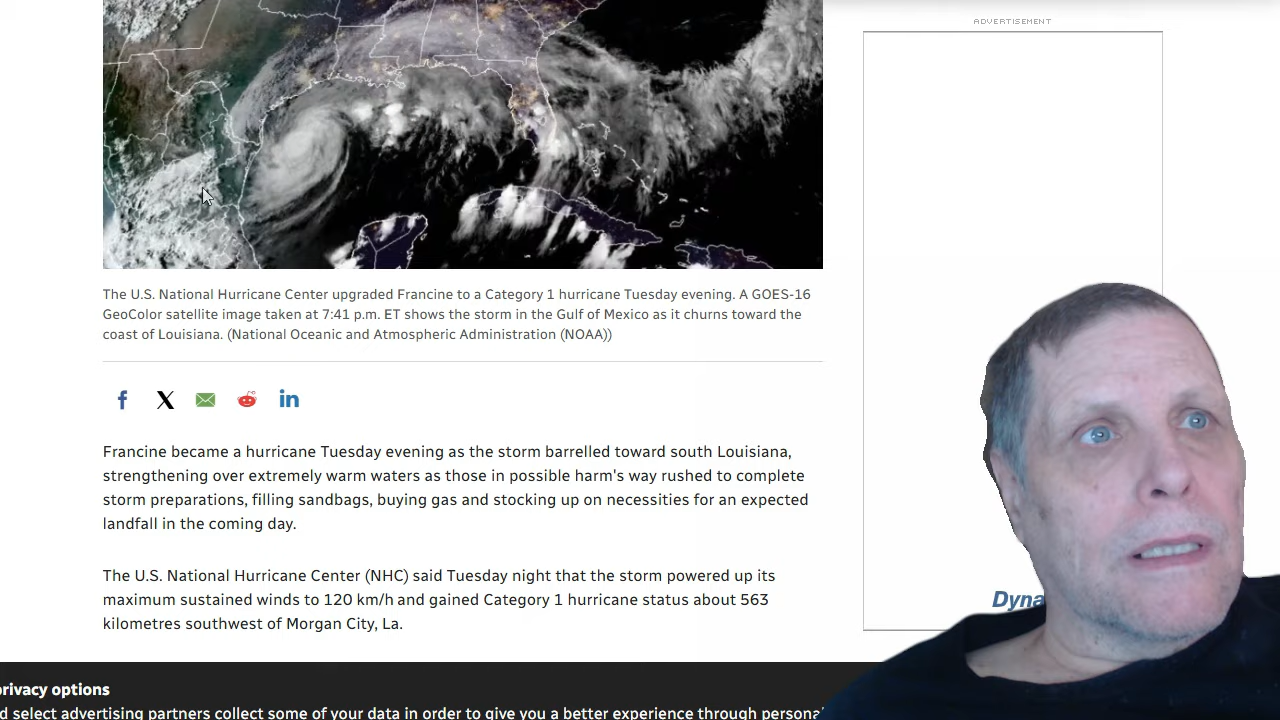 ADVERTISEMENT
The U.S. National Hurricane Center upgraded Francine to a Category 1 hurricane Tuesday evening. A GOES-16
GeoColor satellite image taken at 7:41 p.m. ET shows the storm in the Gulf of Mexico as it churns toward the
coast of Louisiana. (National Oceanic and Atmospheric Administration (NOAA))
f X in
Francine became a hurricane Tuesday evening as the storm barrelled toward south Louisiana,
strengthening over extremely warm waters as those in possible harm's way rushed to complete
storm preparations, filling sandbags, buying gas and stocking up on necessities for an expected
landfall in the coming day.
The U.S. National Hurricane Center (NHC) said Tuesday night that the storm powered up its
maximum sustained winds to 120 km/h and gained Category 1 hurricane status about 563
kilometres southwest of Morgan City, La.
Dyna
privacy options
d select advertising partners collect some of your data in order to give you a better experience through personal